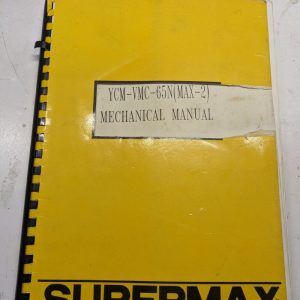 YCM-VMC-65N(MAX-2)
MECHANICAL MANUAL
SUPERMAX